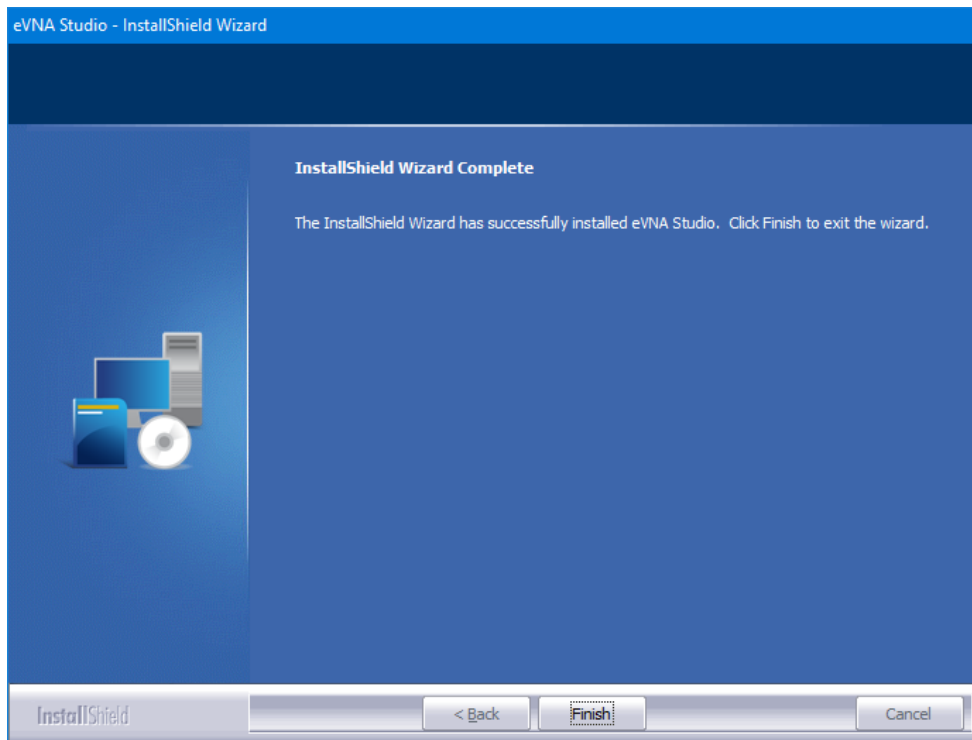 eVNA Studio - InstallShield Wizard
InstallShield Wizard Complete
The InstallShield Wizard has successfully installed eVNA Studio.  Click Finish to exit the wizard.
InstallShield
< Back
Finish
Cancel